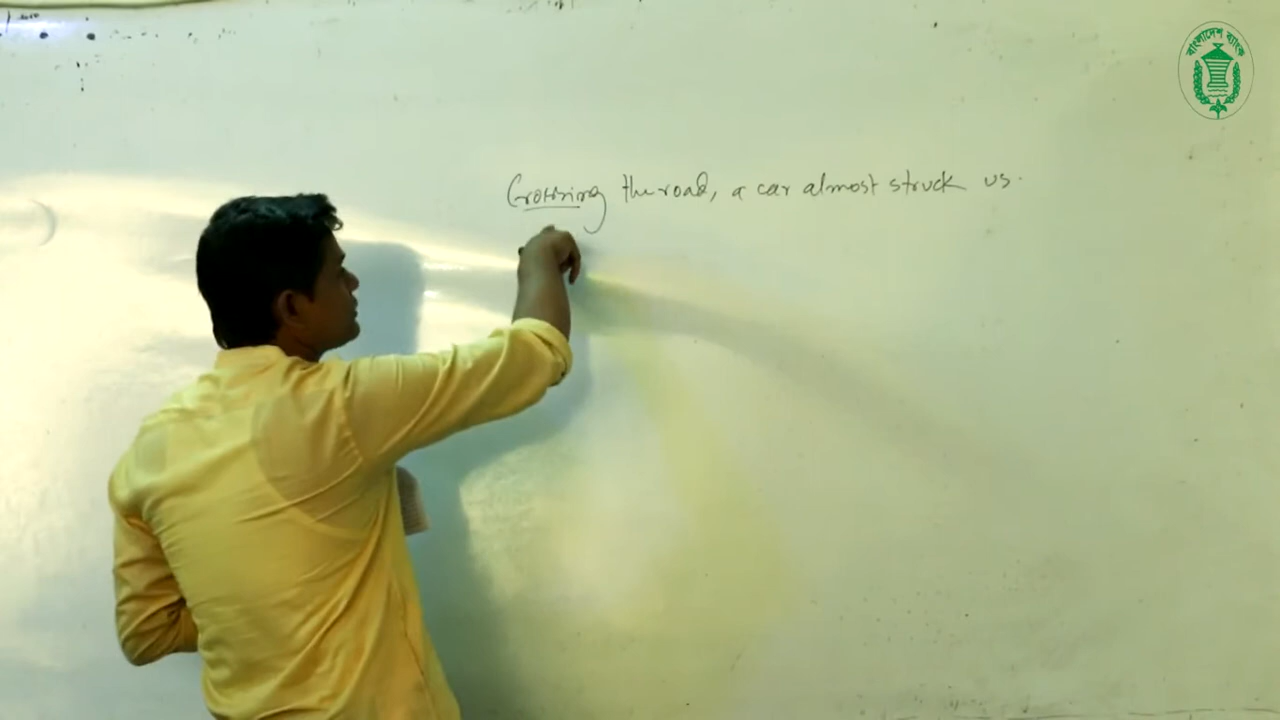 বাংলাদেশ ব্যাংক
Crossing the road, a car almost struck us.